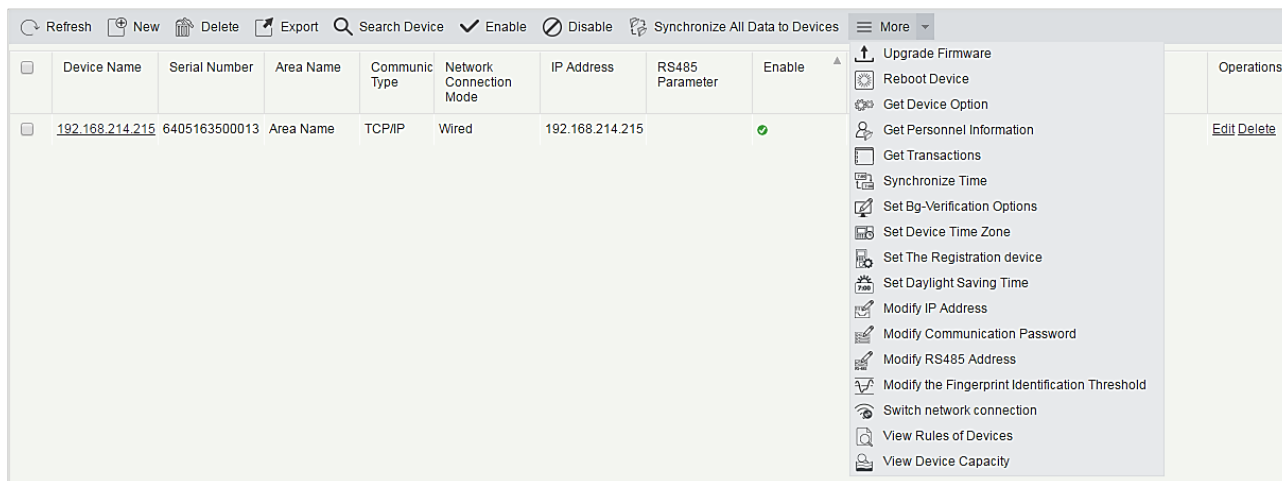 Refresh New Delete Export Search Device Enable Disable Synchronize All Data to Devices More
Device Name Serial Number Area Name Communic Type Network Connection Mode IP Address RS485 Parameter Enable Operations
192.168.214.215 6405163500013 Area Name TCP/IP Wired 192.168.214.215 Edit Delete
Upgrade Firmware
Reboot Device
Get Device Option
Get Personnel Information
Get Transactions
Synchronize Time
Set Bg-Verification Options
Set Device Time Zone
Set The Registration device
Set Daylight Saving Time
Modify IP Address
Modify Communication Password
Modify RS485 Address
Modify the Fingerprint Identification Threshold
Switch network connection
View Rules of Devices
View Device Capacity